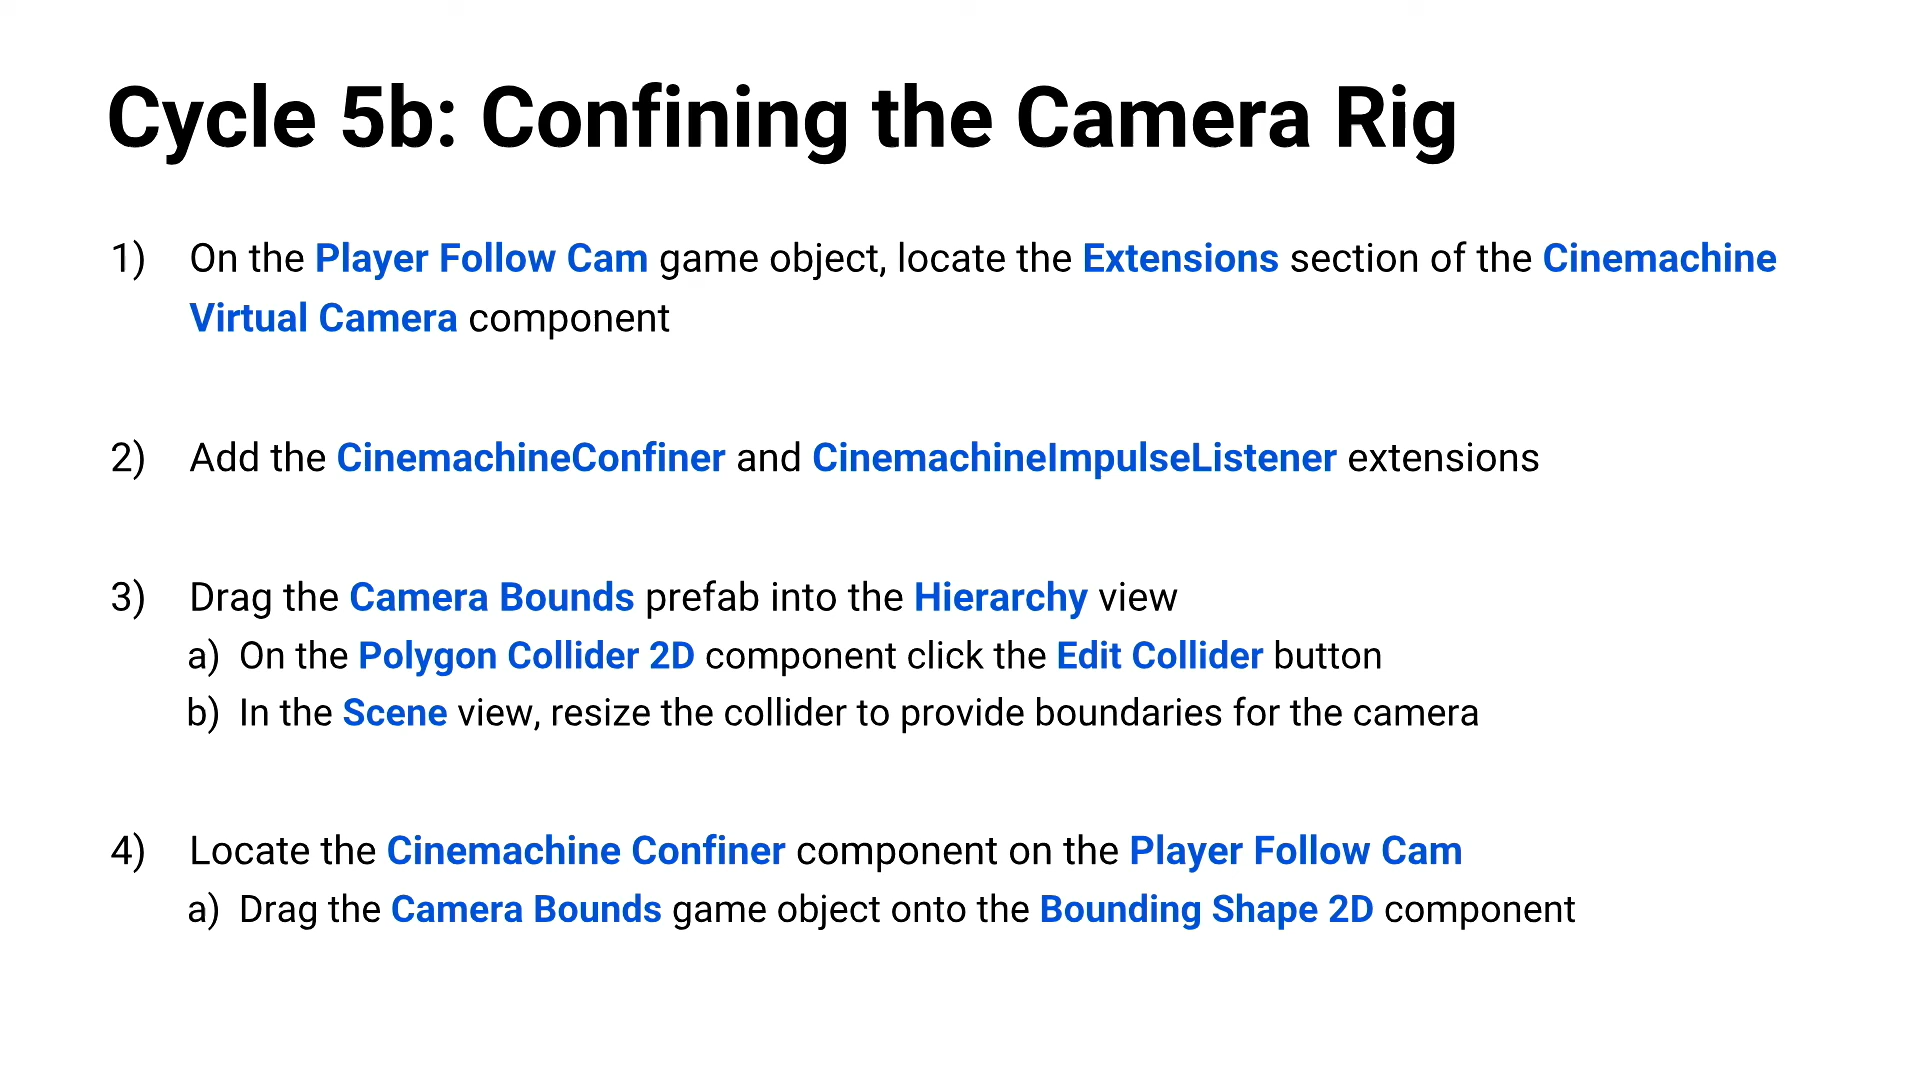 Cycle 5b: Confining the Camera Rig
1) On the Player Follow Cam game object, locate the Extensions section of the Cinemachine
Virtual Camera component
2) Add the CinemachineConfiner and CinemachineImpulseListener extensions
3) Drag the Camera Bounds prefab into the Hierarchy view
a) On the Polygon Collider 2D component click the Edit Collider button
b) In the Scene view, resize the collider to provide boundaries for the camera
4) Locate the Cinemachine Confiner component on the Player Follow Cam
a) Drag the Camera Bounds game object onto the Bounding Shape 2D component